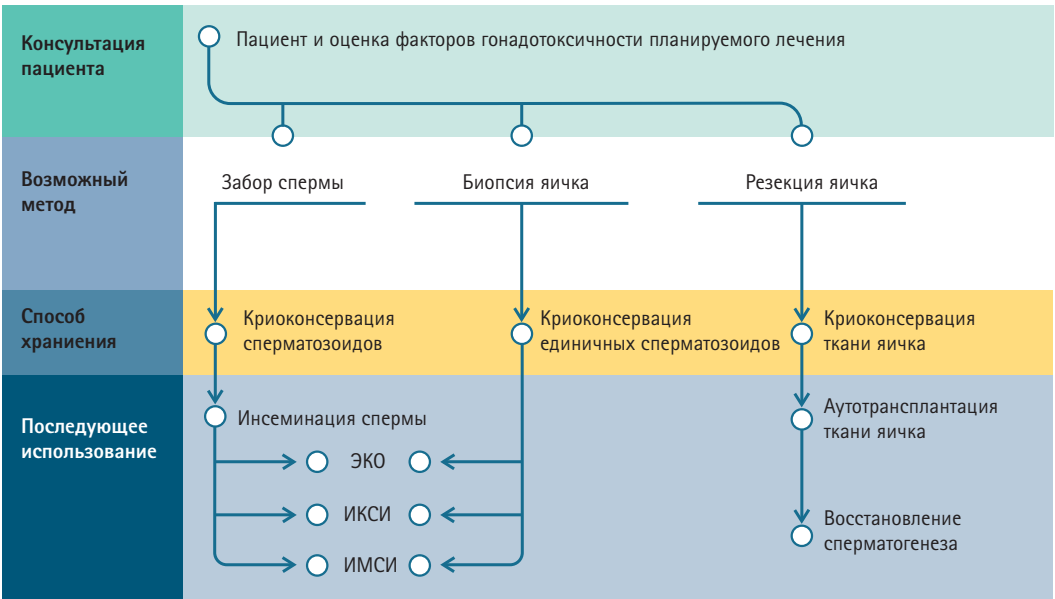 Консультация
пациента
Пациент и оценка факторов гонадотоксичности планируемого лечения
Возможный
метод
Забор спермы
Биопсия яичка
Резекция яичка
Способ
храниения
Криоконсервация
сперматозоидов
Криоконсервация
единичных сперматозоидов
Криоконсервация
ткани яичка
Последующее
использование
Инсеминация спермы
ЭКО
ИКСИ
ИМСИ
Аутотрансплантация
ткани яичка
Восстановление
сперматогенеза